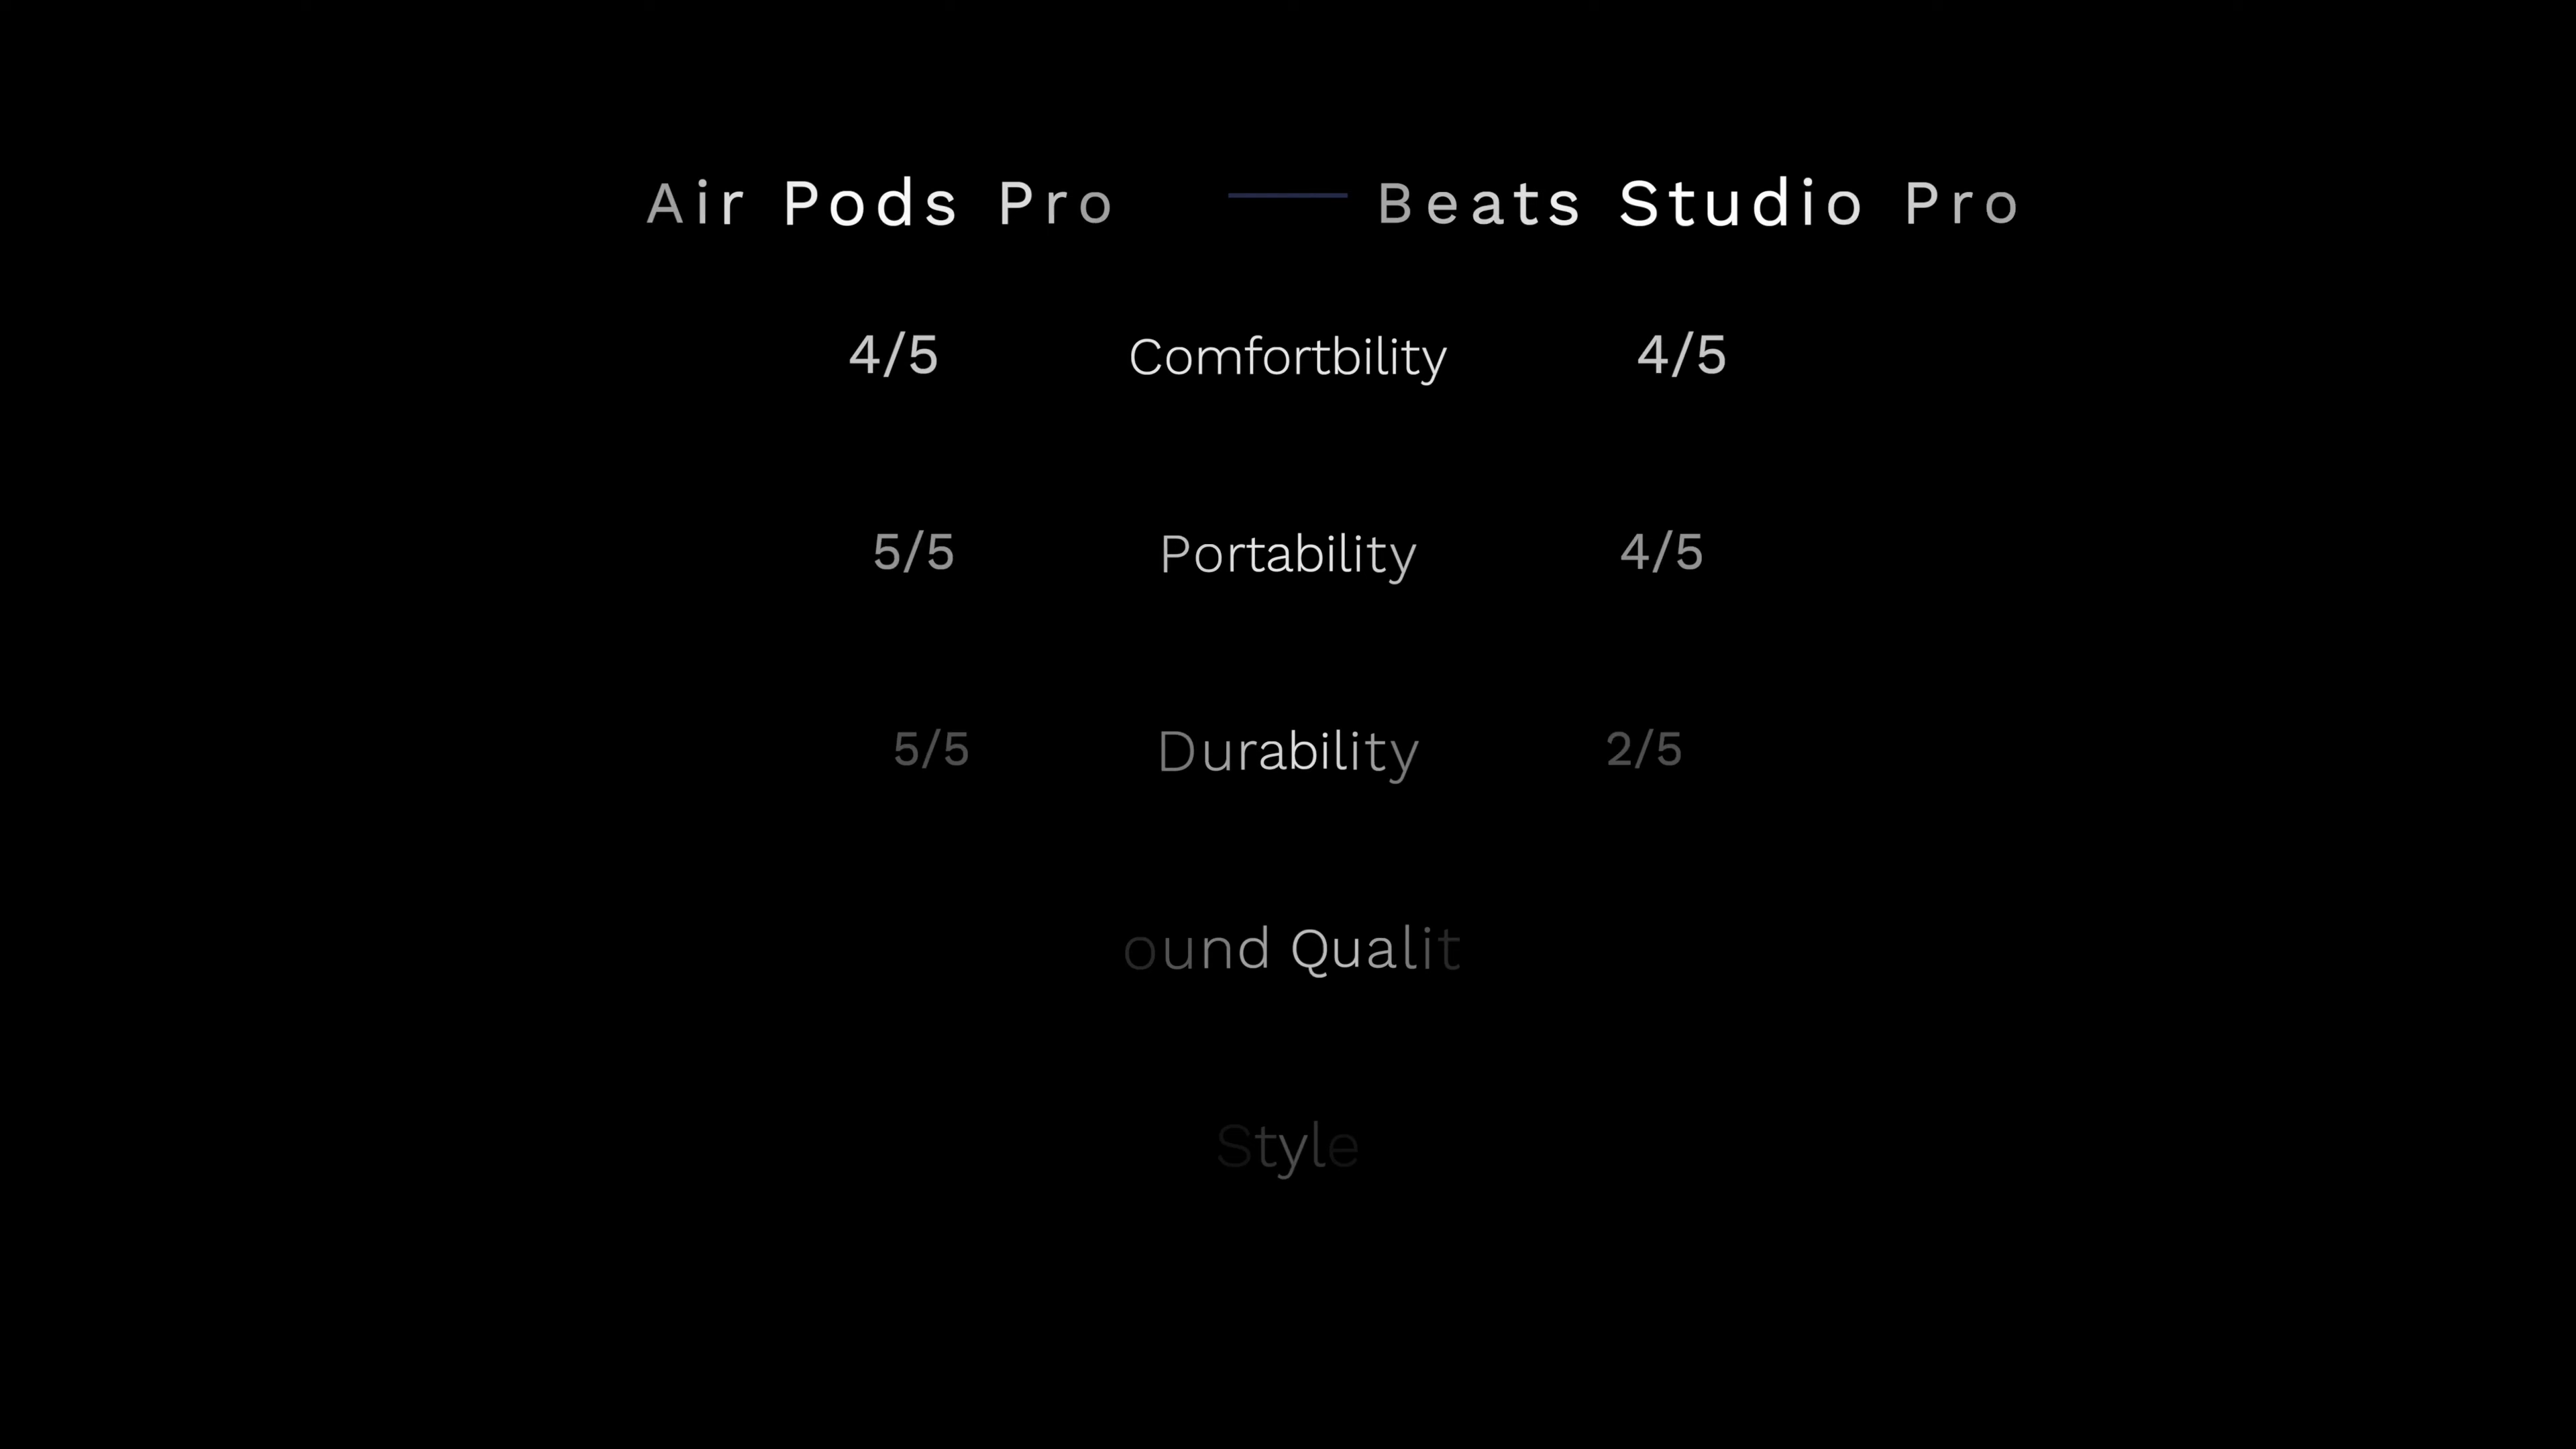 Air Pods Pro Beats Studio Pro
4/5 Comfortbility 4/5
5/5 Portability 4/5
5/5 Durability 2/5
ound Qualit
Style